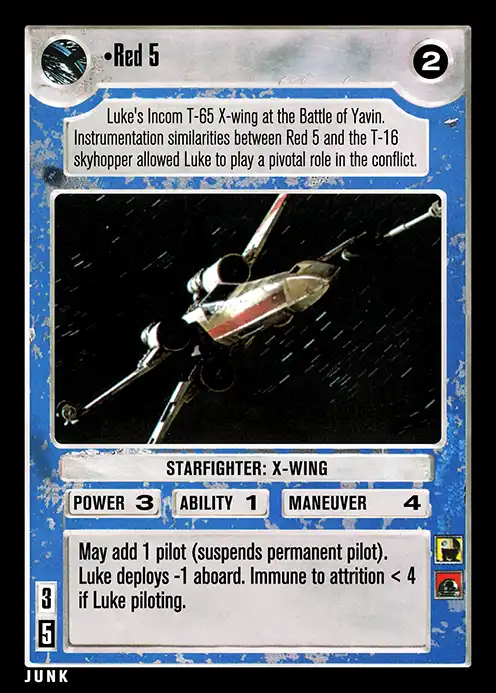 •Red 5
2
Luke's Incom T-65 X-wing at the Battle of Yavin.
Instrumentation similarities between Red 5 and the T-16
skyhopper allowed Luke to play a pivotal role in the conflict.
STARFIGHTER: X-WING
POWER 3 ABILITY 1 MANEUVER 4
May add 1 pilot (suspends permanent pilot).
Luke deploys -1 aboard. Immune to attrition < 4
if Luke piloting.
3
5
JUNK